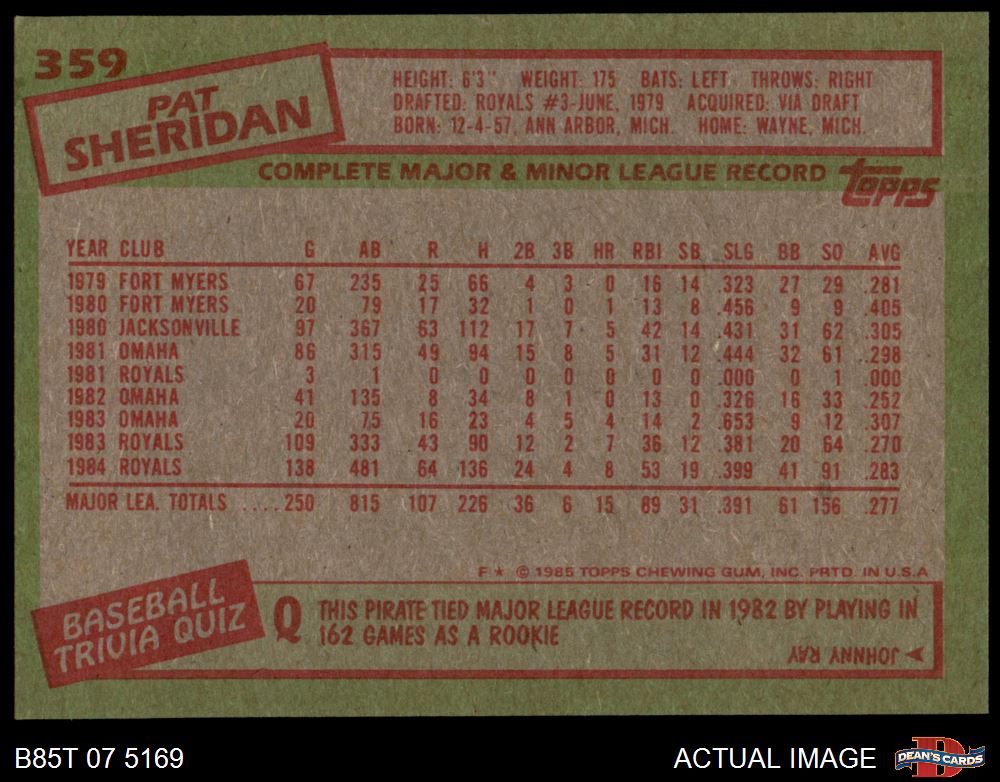 359
PAT
SHERIDAN
HEIGHT: 6'3" WEIGHT: 175 BATS: LEFT THROWS: RIGHT
DRAFTED: ROYALS #3-JUNE, 1979 ACQUIRED: VIA DRAFT
BORN: 12-4-57, ANN ARBOR, MICH. HOME: WAYNE, MICH.
COMPLETE MAJOR & MINOR LEAGUE RECORD topps
YEAR CLUB G AB R H 2B 3B HR RBI SB SLG BB SO AVG
1979 FORT MYERS 67 235 25 66 4 3 0 16 14 .323 27 29 .281
1980 FORT MYERS 20 79 17 32 1 0 1 13 8 .456 9 9 .405
1980 JACKSONVILLE 97 367 63 112 17 7 5 42 14 .431 31 62 .305
1981 OMAHA 86 315 49 94 15 8 5 31 12 .444 32 61 .298
1981 ROYALS 3 1 0 0 0 0 0 0 0 .000 0 1 .000
1982 OMAHA 41 135 8 34 8 1 0 13 0 .326 16 33 .252
1983 OMAHA 20 75 16 23 4 5 4 14 2 .653 9 12 .307
1983 ROYALS 109 333 43 90 12 2 7 36 12 .381 20 64 .270
1984 ROYALS 138 481 64 136 24 4 8 53 19 .399 41 91 .283
MAJOR LEA. TOTALS ....250 815 107 226 36 6 15 89 31 .391 61 156 .277
F★ © 1985 TOPPS CHEWING GUM, INC. PRTD. IN U.S.A
BASEBALL
TRIVIA QUIZ
Q THIS PIRATE TIED MAJOR LEAGUE RECORD IN 1982 BY PLAYING IN
162 GAMES AS A ROOKIE
JOHNNY RAY
B85T 07 5169
ACTUAL IMAGE
D
DEAN'S CARDS